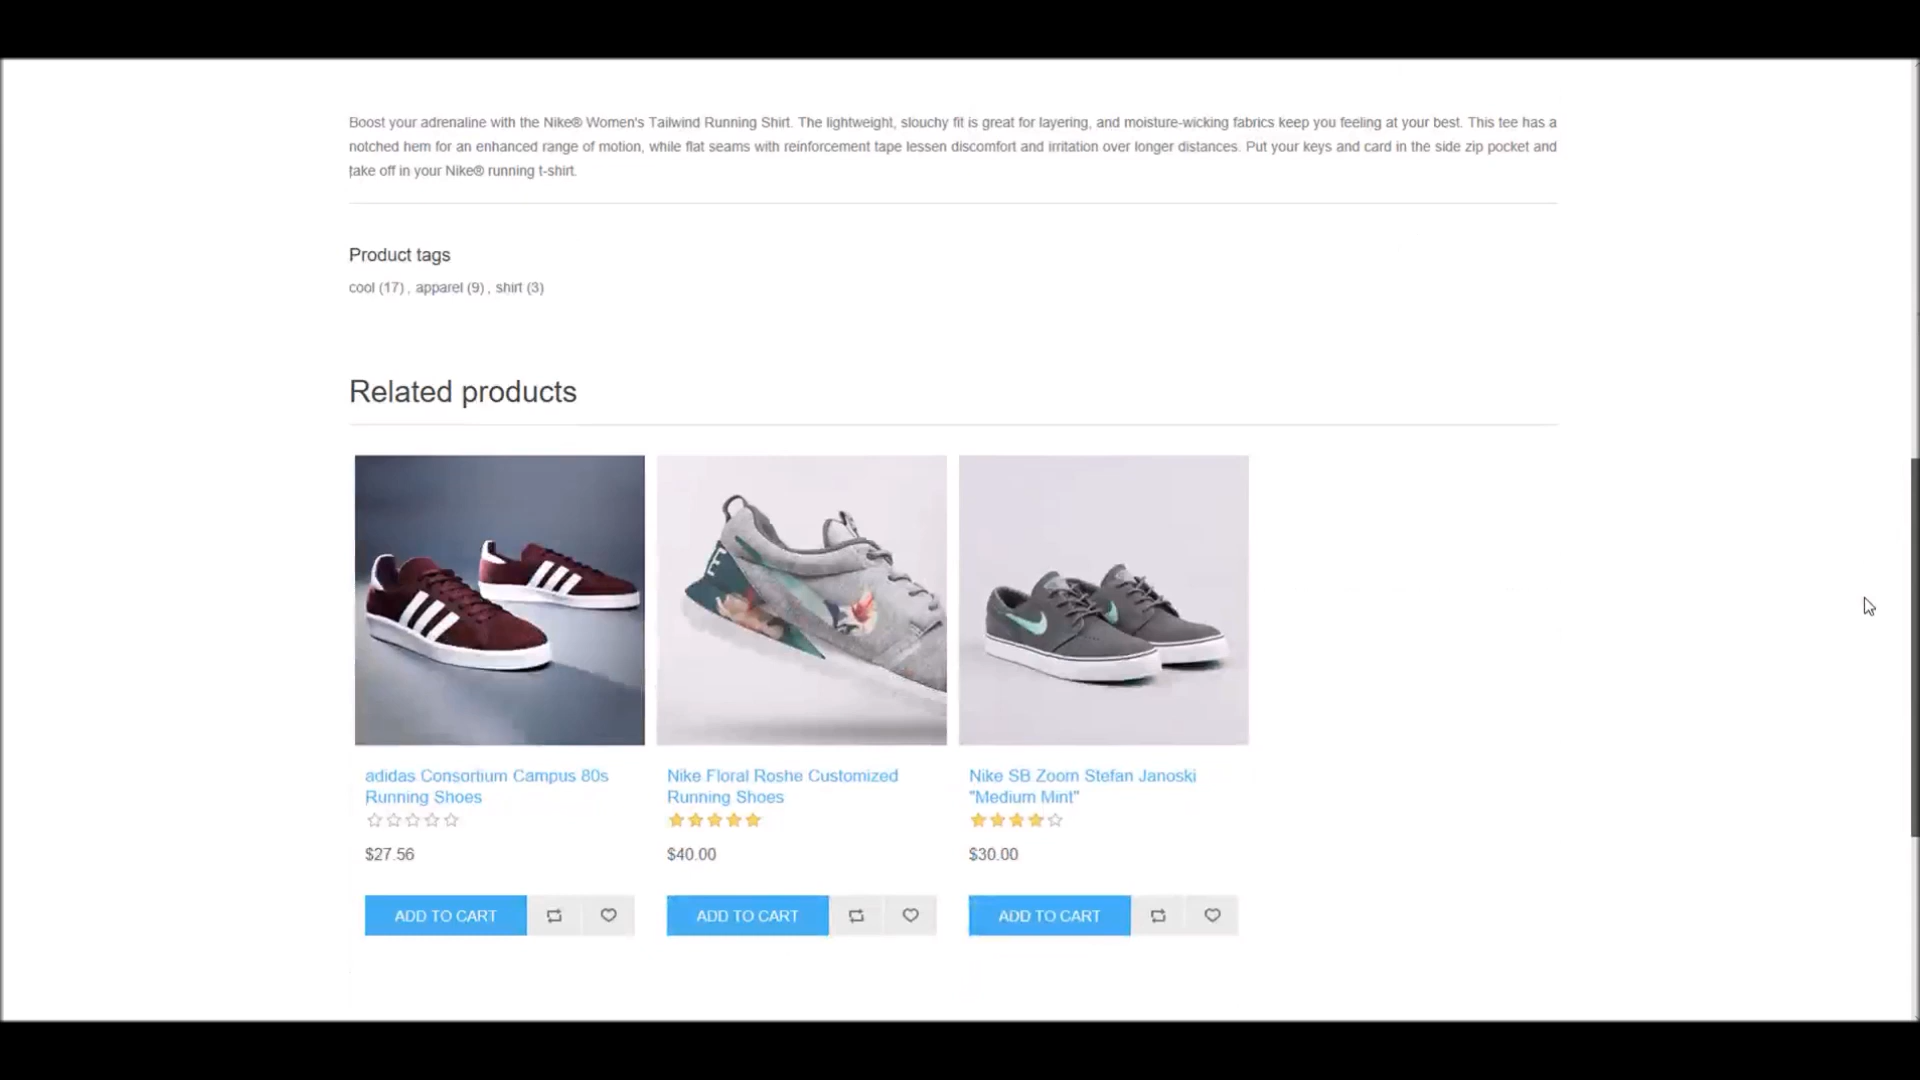 Boost your adrenaline with the Nike® Women's Tailwind Running Shirt. The lightweight, slouchy fit is great for layering, and moisture-wicking fabrics keep you feeling at your best. This tee has a
notched hem for an enhanced range of motion, while flat seams with reinforcement tape lessen discomfort and irritation over longer distances. Put your keys and card in the side zip pocket and
take off in your Nike® running t-shirt.
Product tags
cool (17) , apparel (9) , shirt (3)
Related products
adidas Consortium Campus 80s
Running Shoes
$27.56
ADD TO CART
Nike Floral Roshe Customized
Running Shoes
$40.00
ADD TO CART
Nike SB Zoom Stefan Janoski
"Medium Mint"
$30.00
ADD TO CART